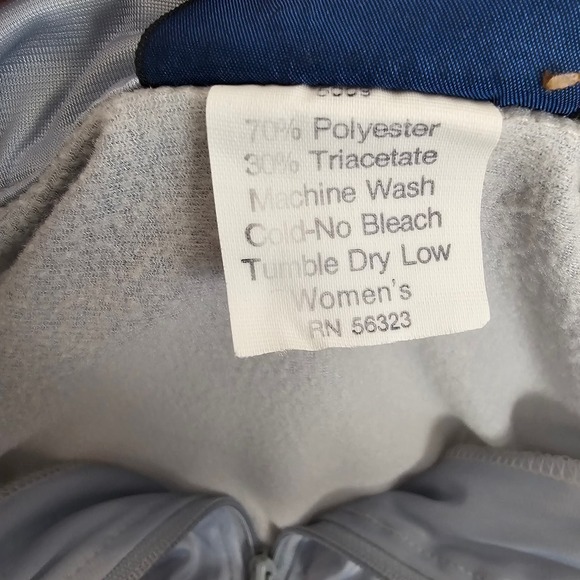 70% Polyester
30% Triacetate
Machine Wash
Cold-No Bleach
Tumble Dry Low
Women's
RN 56323